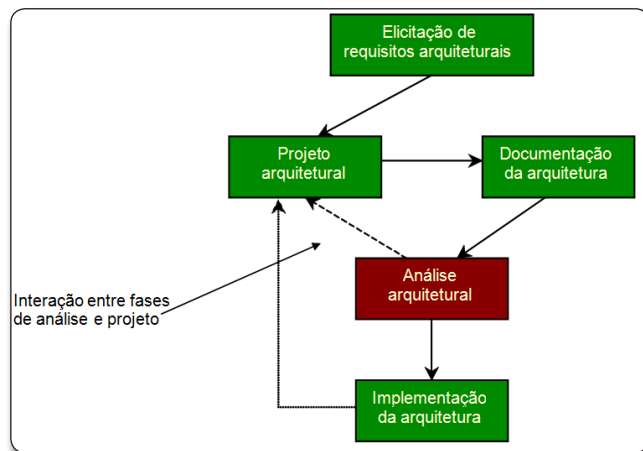 Elicitação de
requisitos arquiteturais
Projeto
arquitetural
Documentação
da arquitetura
Análise
arquitetural
Interação entre fases
de análise e projeto
Implementação
da arquitetura